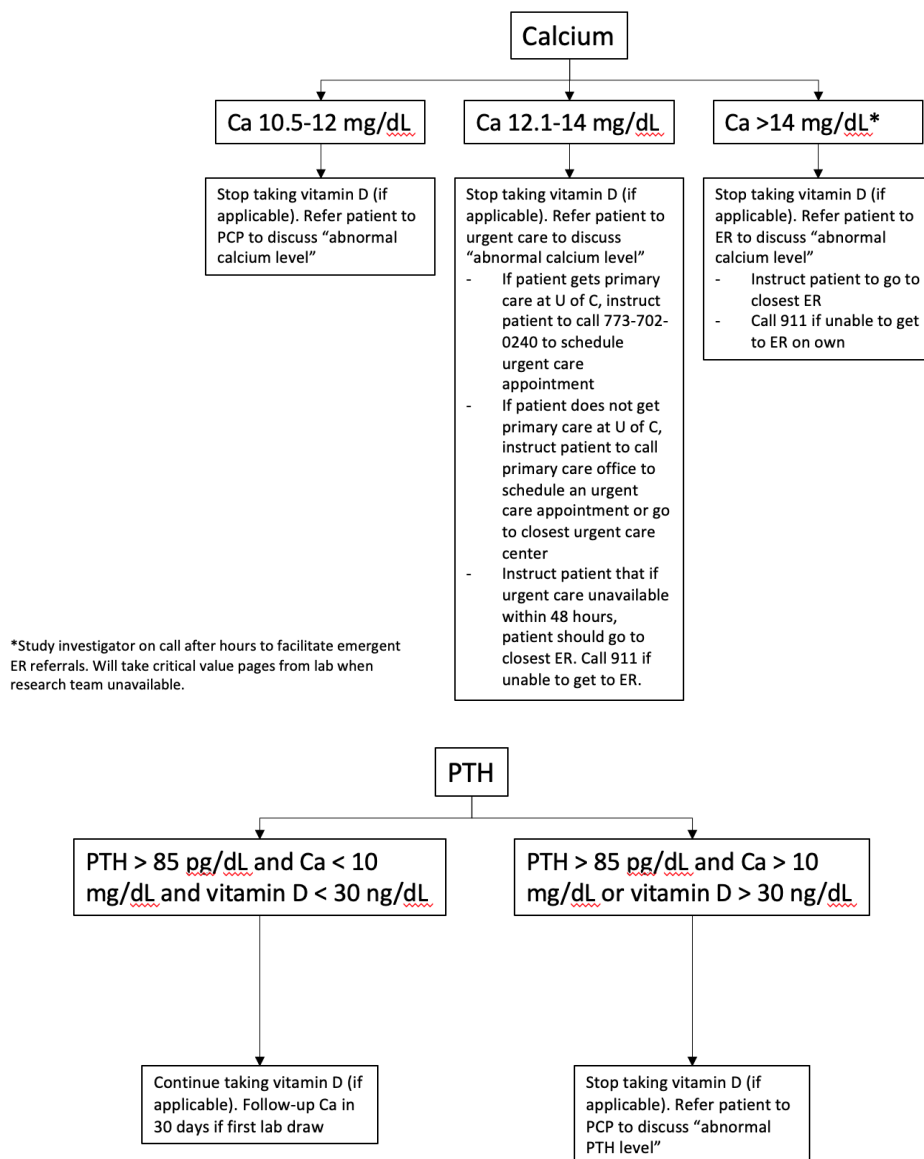 Calcium
Ca 10.5-12 mg/dL
Ca 12.1-14 mg/dL
Ca >14 mg/dL*
Stop taking vitamin D (if
applicable). Refer patient to
PCP to discuss “abnormal
calcium level”
Stop taking vitamin D (if
applicable). Refer patient to
urgent care to discuss
“abnormal calcium level”
- If patient gets primary
care at U of C, instruct
patient to call 773-702-
0240 to schedule
urgent care
appointment
- If patient does not get
primary care at U of C,
instruct patient to call
primary care office to
schedule an urgent
care appointment or go
to closest urgent care
center
- Instruct patient that if
urgent care unavailable
within 48 hours,
patient should go to
closest ER. Call 911 if
unable to get to ER.
Stop taking vitamin D (if
applicable). Refer patient to
ER to discuss “abnormal
calcium level”
- Instruct patient to go to
closest ER
- Call 911 if unable to get
to ER on own
*Study investigator on call after hours to facilitate emergent
ER referrals. Will take critical value pages from lab when
research team unavailable.
PTH
PTH > 85 pg/dL and Ca < 10
mg/dL and vitamin D < 30 ng/dL
PTH > 85 pg/dL and Ca > 10
mg/dL or vitamin D > 30 ng/dL
Continue taking vitamin D (if
applicable). Follow-up Ca in
30 days if first lab draw
Stop taking vitamin D (if
applicable). Refer patient to
PCP to discuss “abnormal
PTH level”